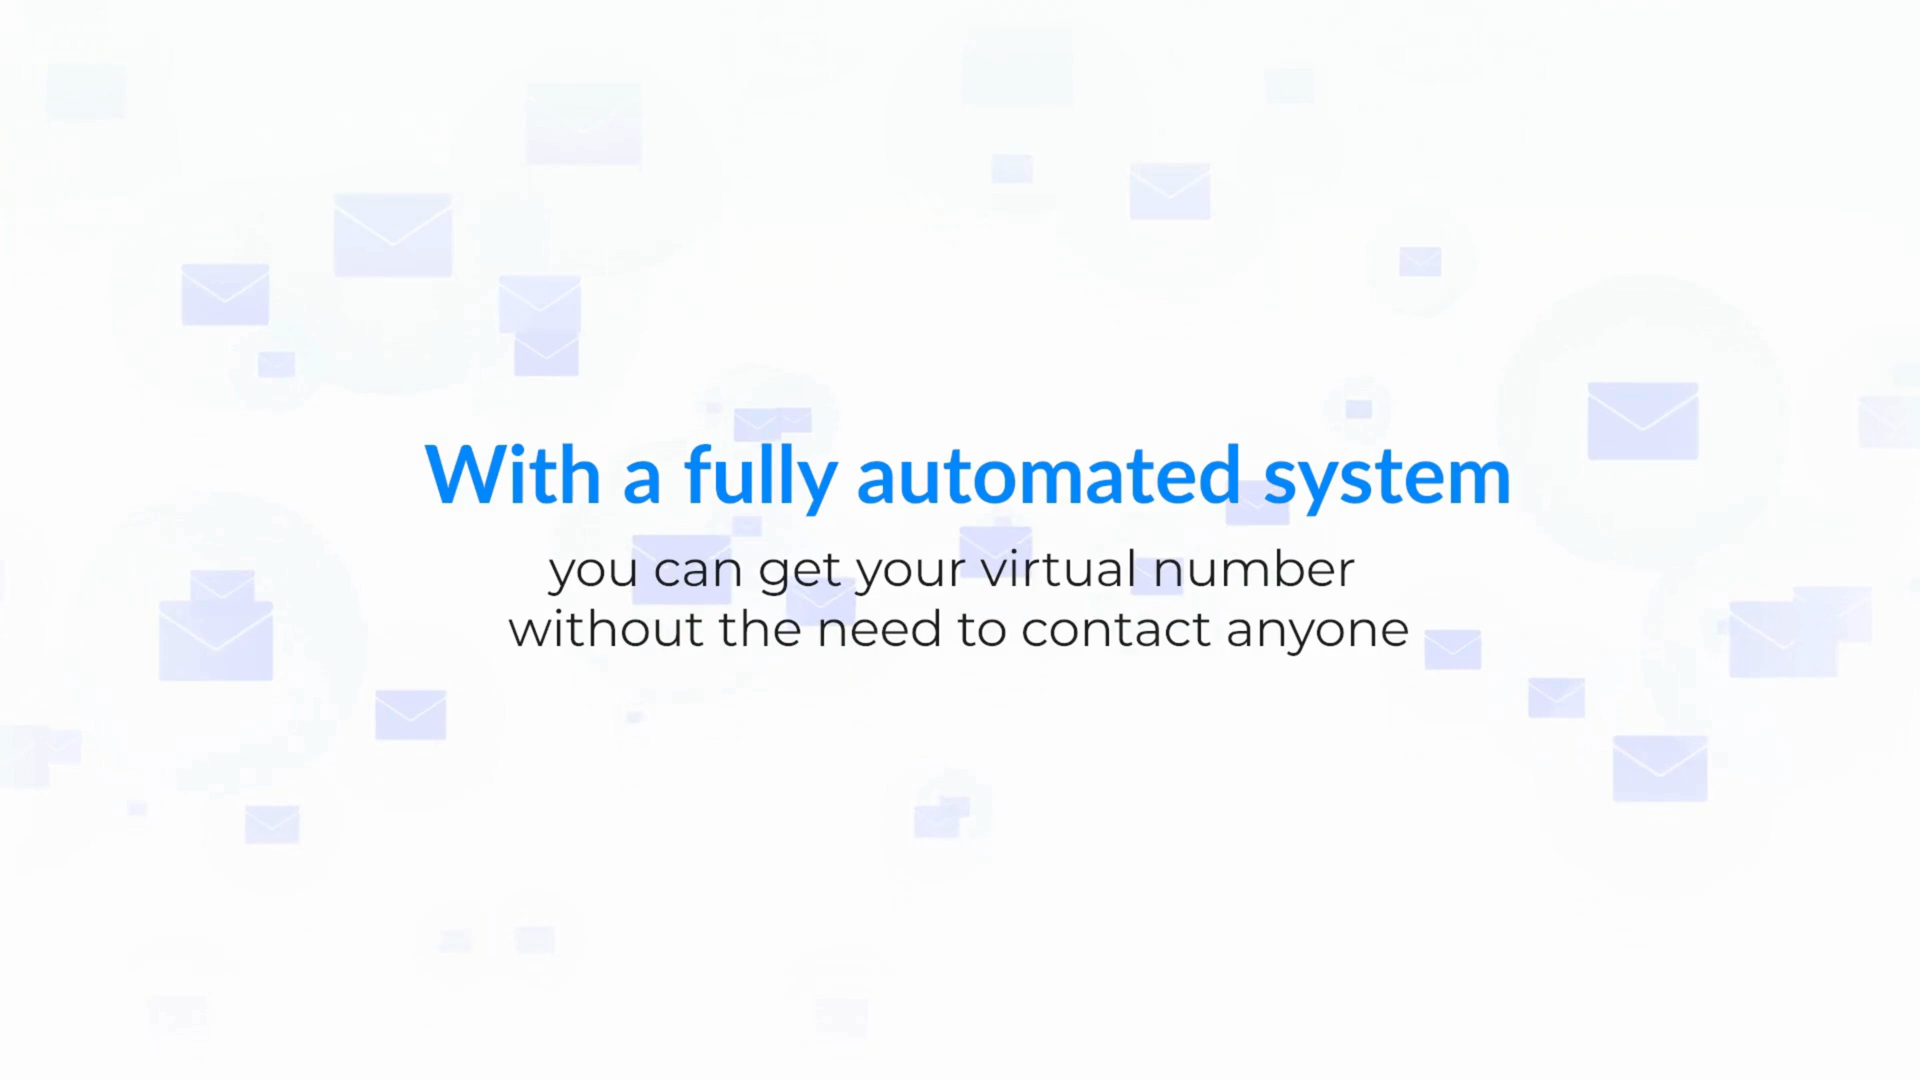 With a fully automated system
you can get your virtual number
without the need to contact anyone